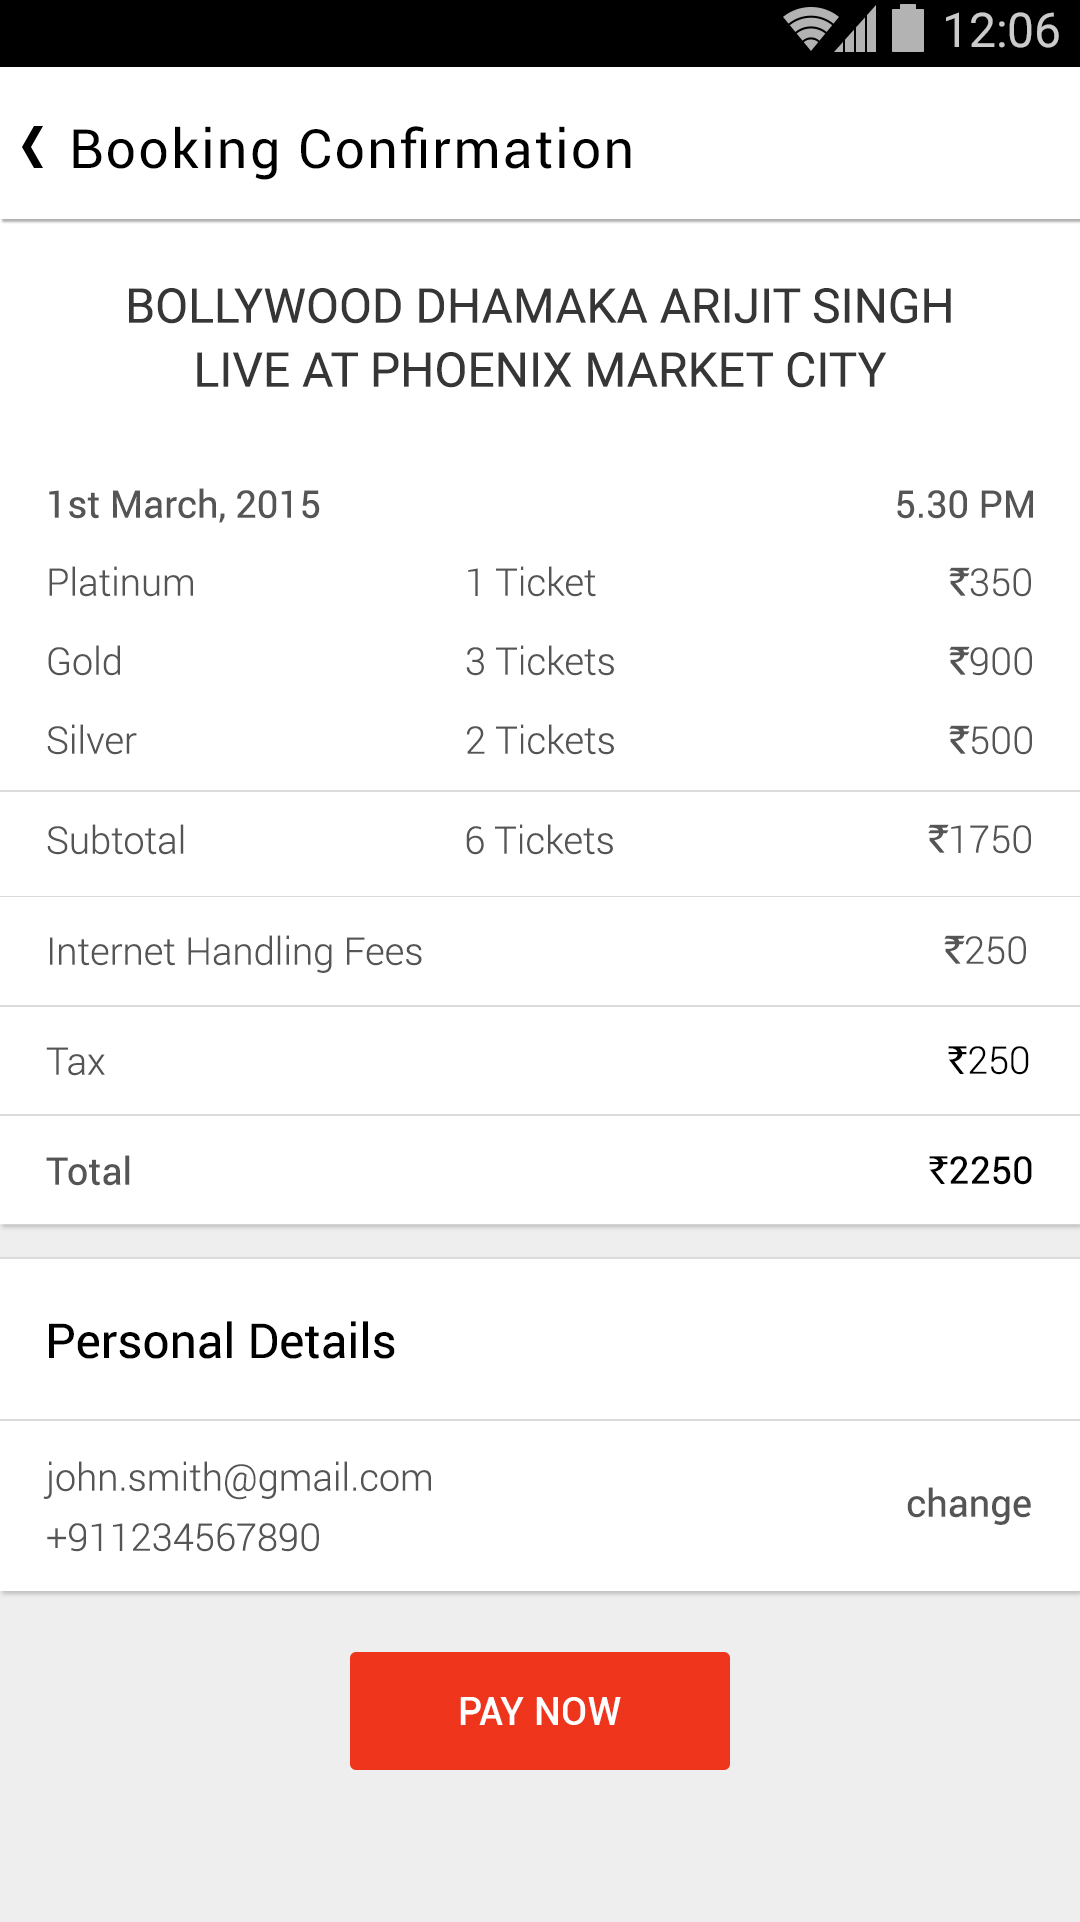 12:06
Booking Confirmation
BOLLYWOOD DHAMAKA ARIJIT SINGH
LIVE AT PHOENIX MARKET CITY
1st March, 2015 5.30 PM
Platinum 1 Ticket ₹350
Gold 3 Tickets ₹900
Silver 2 Tickets ₹500
Subtotal 6 Tickets ₹1750
Internet Handling Fees ₹250
Tax ₹250
Total ₹2250
Personal Details
john.smith@gmail.com
change
+911234567890
PAY NOW